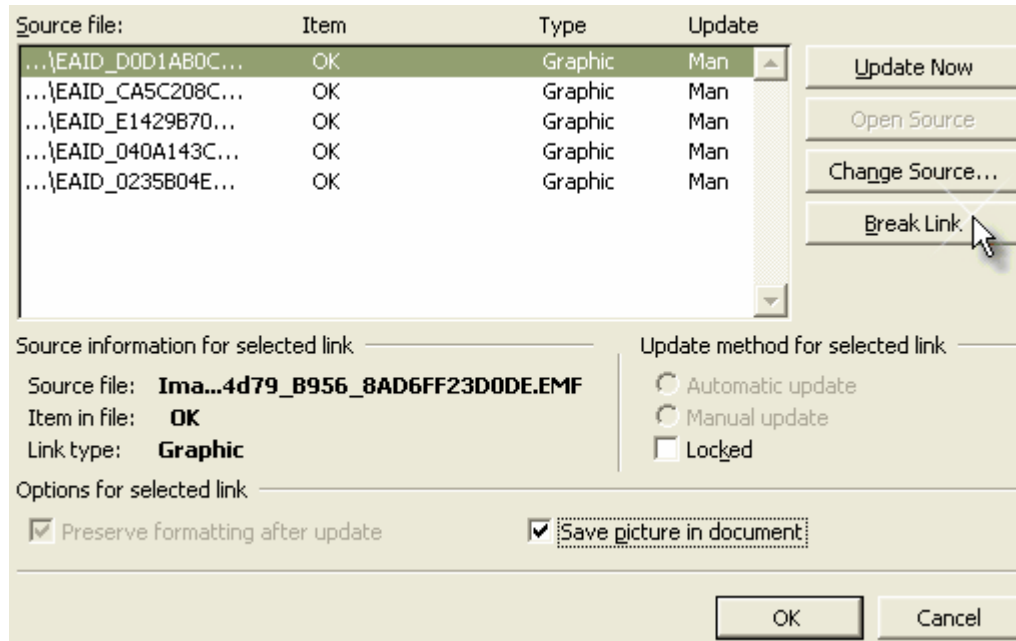 Source file: Item Type Update
...\EAID_D0D1AB0C... OK Graphic Man
...\EAID_CA5C208C... OK Graphic Man
...\EAID_E1429B70... OK Graphic Man
...\EAID_040A143C... OK Graphic Man
...\EAID_0235B04E... OK Graphic Man
Update Now
Open Source
Change Source...
Break Link
Source information for selected link
Source file: Ima...4d79_B956_8AD6FF23D0DE.EMF
Item in file: OK
Link type: Graphic
Update method for selected link
Automatic update
Manual update
Locked
Options for selected link
Preserve formatting after update
Save picture in document
OK
Cancel